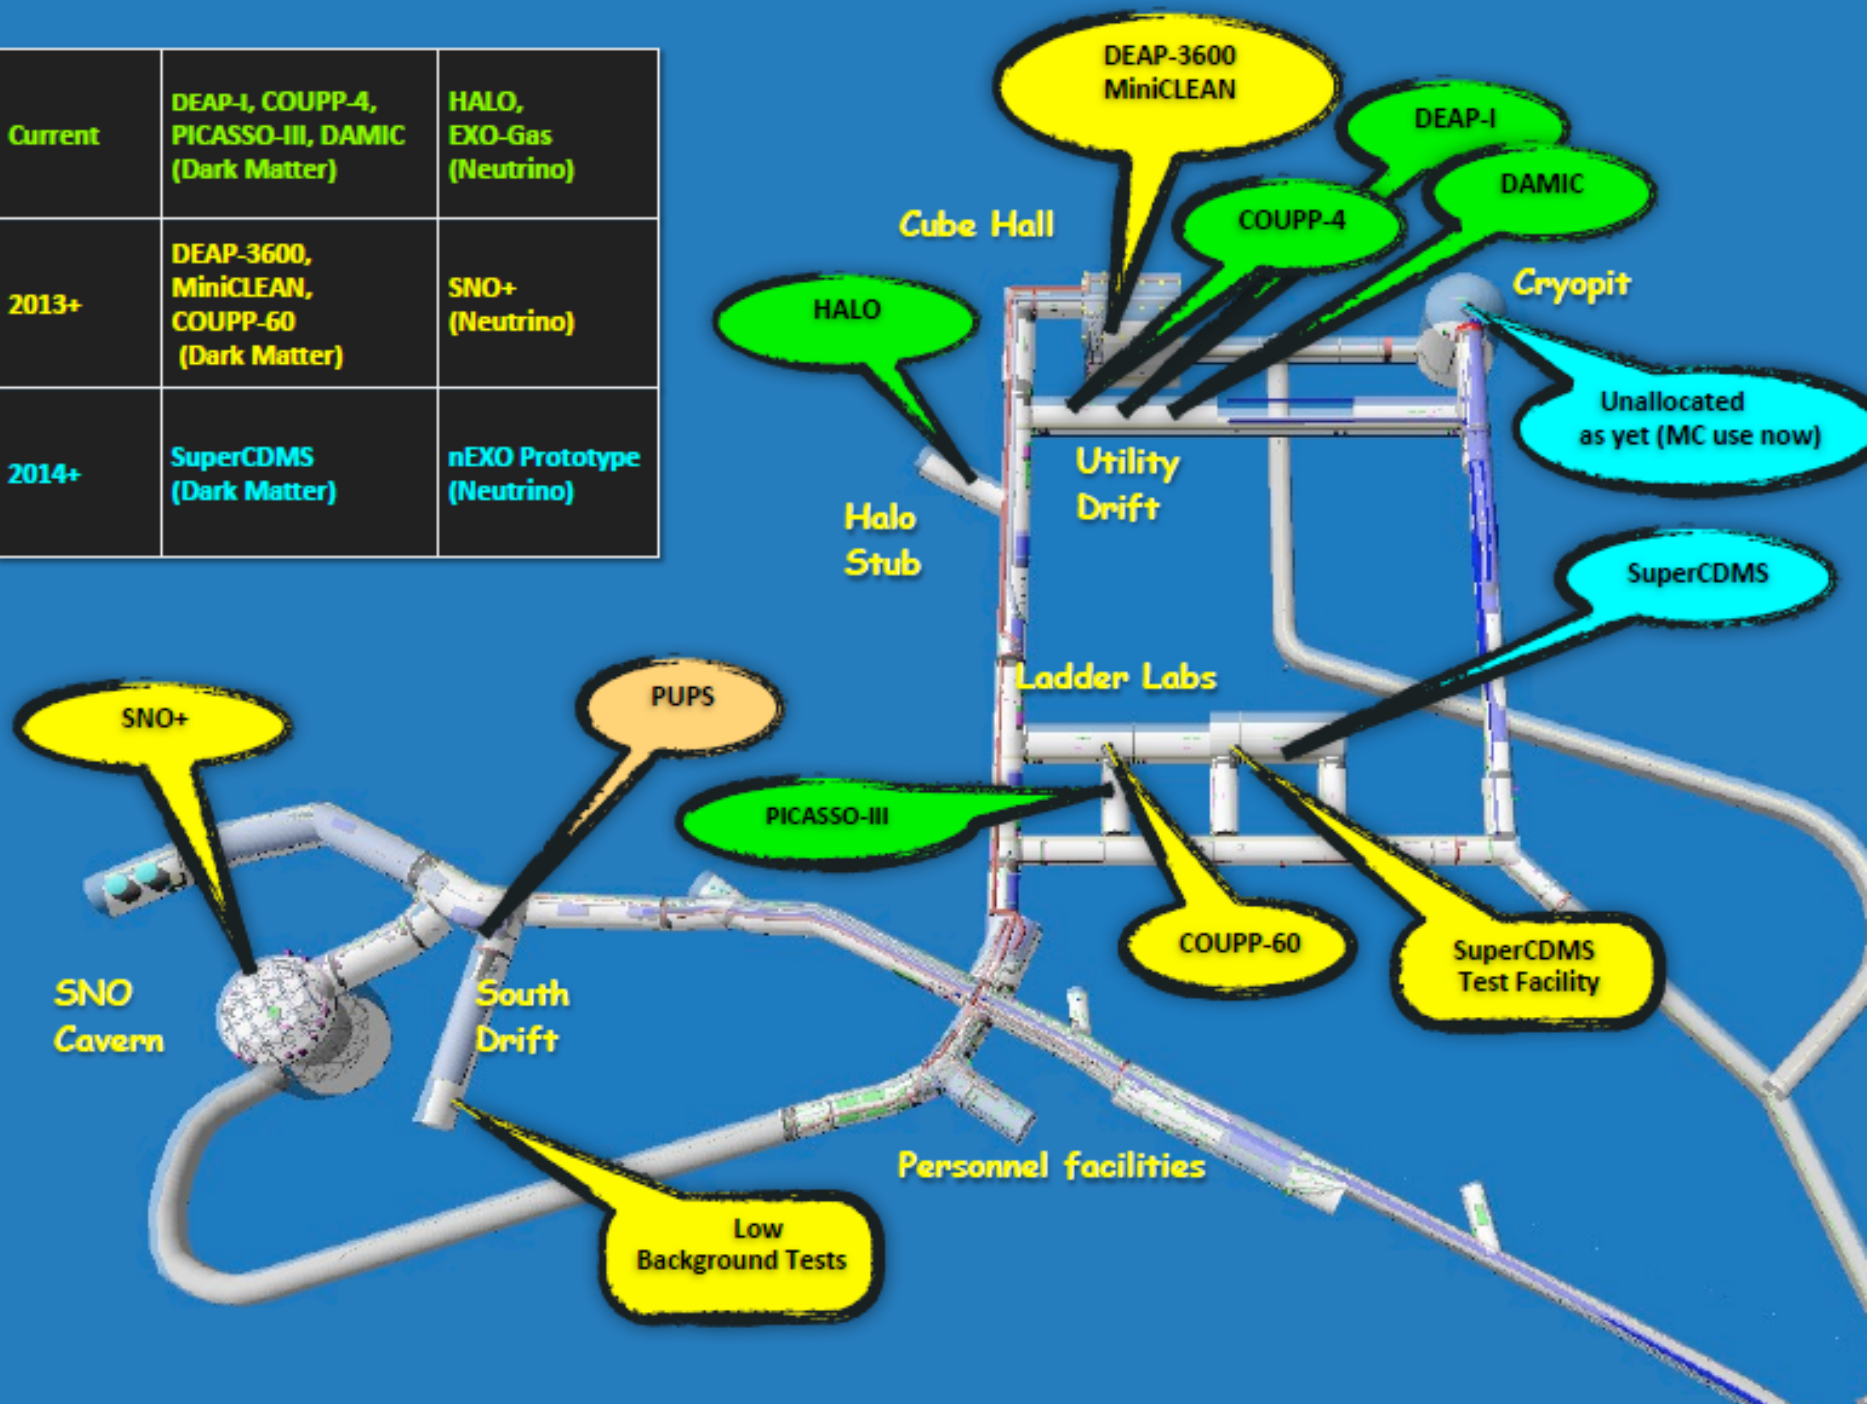 Current
DEAP-I, COUPP-4,
PICASSO-III, DAMIC
(Dark Matter)
HALO,
EXO-Gas
(Neutrino)
2013+
DEAP-3600,
MiniCLEAN,
COUPP-60
(Dark Matter)
SNO+
(Neutrino)
2014+
SuperCDMS
(Dark Matter)
nEXO Prototype
(Neutrino)
DEAP-3600
MiniCLEAN
DEAP-I
DAMIC
COUPP-4
Cube Hall
Cryopit
HALO
Unallocated
as yet (MC use now)
Utility
Drift
Halo
Stub
SuperCDMS
Ladder Labs
PUPS
SNO+
PICASSO-III
COUPP-60
SuperCDMS
Test Facility
SNO
Cavern
South
Drift
Personnel facilities
Low
Background Tests